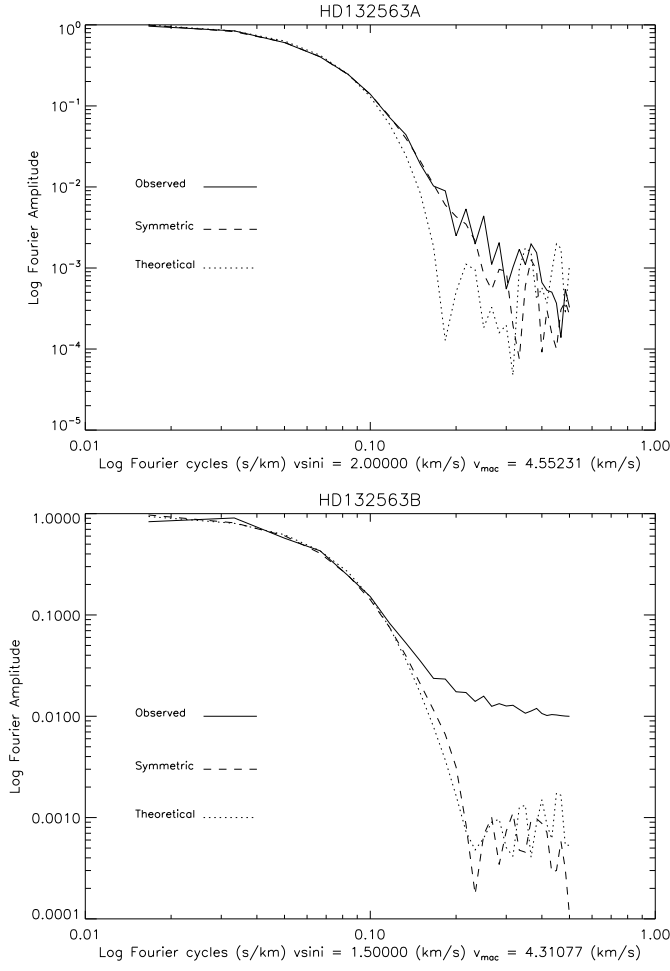 HD132563A
10^0
10^-1
10^-2
10^-3
10^-4
10^-5
Log Fourier Amplitude
Observed
Symmetric
Theoretical
0.01 0.10 1.00
Log Fourier cycles (s/km) vsini = 2.00000 (km/s) v_mac = 4.55231 (km/s)
HD132563B
1.0000
0.1000
0.0100
0.0010
0.0001
Log Fourier Amplitude
Observed
Symmetric
Theoretical
0.01 0.10 1.00
Log Fourier cycles (s/km) vsini = 1.50000 (km/s) v_mac = 4.31077 (km/s)